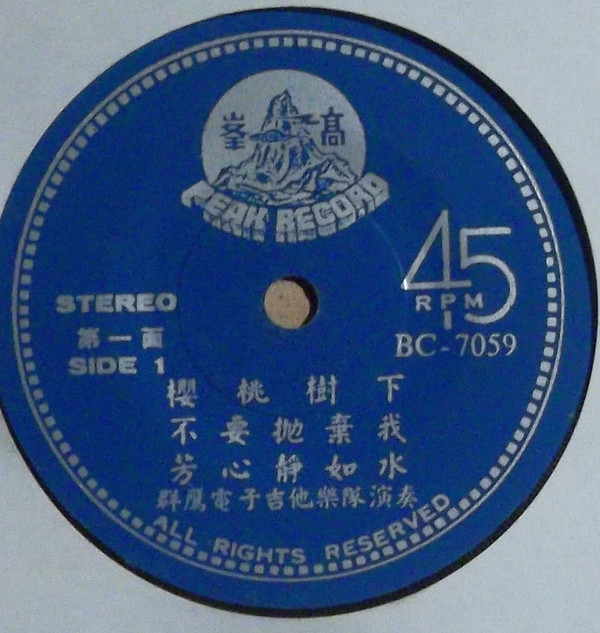 高峯
PEAK RECORD
45
RPM
BC-7059
STEREO
第一面
SIDE 1
櫻桃樹下
不要拋棄我
芳心靜如水
群鷹電子吉他樂隊演奏
ALL RIGHTS RESERVED